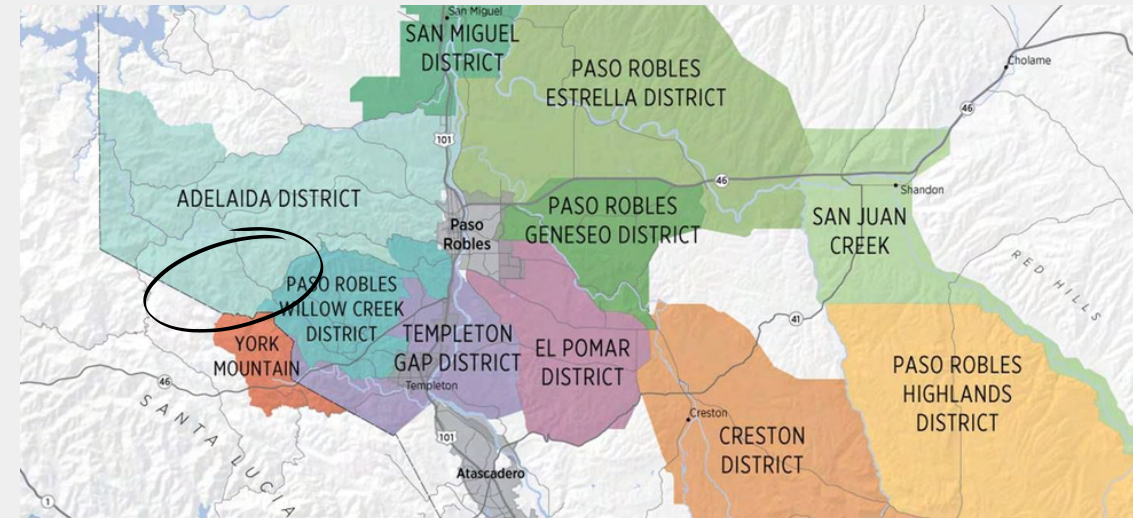 San Miguel
SAN MIGUEL
DISTRICT
PASO ROBLES
ESTRELLA DISTRICT
Cholame
46
101
ADELAIDA DISTRICT
46
Shandon
Paso
Robles
PASO ROBLES
GENESEO DISTRICT
SAN JUAN
CREEK
RED HILLS
PASO ROBLES
WILLOW CREEK
DISTRICT
41
YORK
MOUNTAIN
TEMPLETON
GAP DISTRICT
EL POMAR
DISTRICT
PASO ROBLES
HIGHLANDS
DISTRICT
46
Templeton
Creston
SANTA LUCIA
101
CRESTON
DISTRICT
Atascadero
1